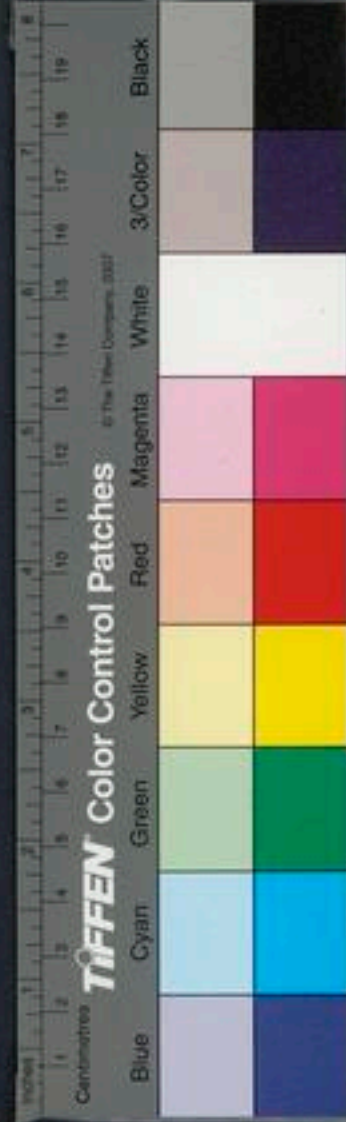 Inches 1 2 3 4 5 6 7 8
Centimetres 1 2 3 4 5 6 7 8 9 10 11 12 13 14 15 16 17 18 19
TIFFEN Color Control Patches © The Tiffen Company, 2007
Blue Cyan Green Yellow Red Magenta White 3/Color Black